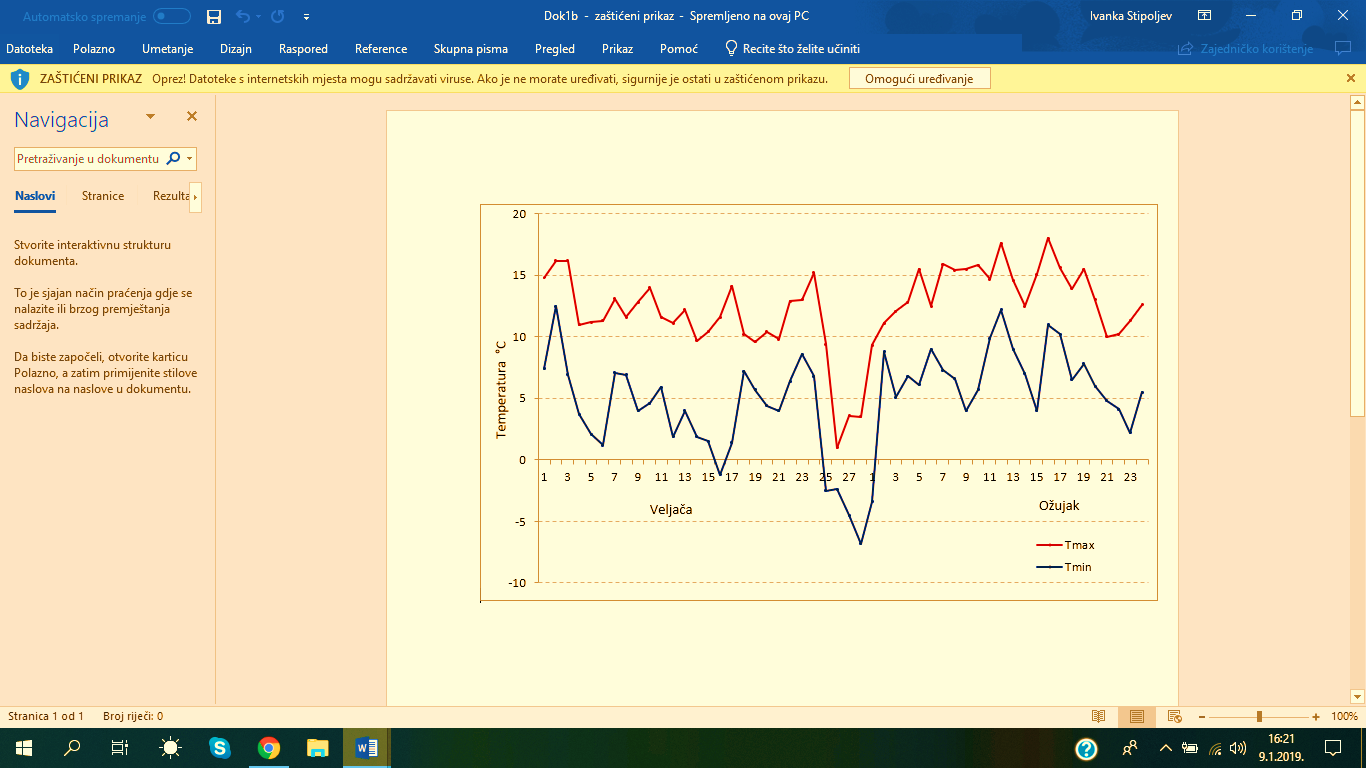 Automatsko spremanje
Dok1b - zaštićeni prikaz - Spremljeno na ovaj PC
Ivanka Stipoljev
Datoteka Polazno Umetanje Dizajn Raspored Reference Skupna pisma Pregled Prikaz Pomoć Recite što želite učiniti Zajedničko korištenje
ZAŠTIĆENI PRIKAZ Oprez! Datoteke s internetskih mjesta mogu sadržavati viruse. Ako je ne morate uređivati, sigurnije je ostati u zaštićenom prikazu. Omogući uređivanje
Navigacija
Pretraživanje u dokumentu
Naslovi Stranice Rezulta
Stvorite interaktivnu strukturu
dokumenta.
To je sjajan način praćenja gdje se
nalazite ili brzog premještanja
sadržaja.
Da biste započeli, otvorite karticu
Polazno, a zatim primijenite stilove
naslova na naslove u dokumentu.
Temperatura °C
20
15
10
5
0
-5
-10
1 3 5 7 9 11 13 15 17 19 21 23 25 27 1 3 5 7 9 11 13 15 17 19 21 23
Veljača
Ožujak
Tmax
Tmin
Stranica 1 od 1 Broj riječi: 0
100%
16:21
9.1.2019.